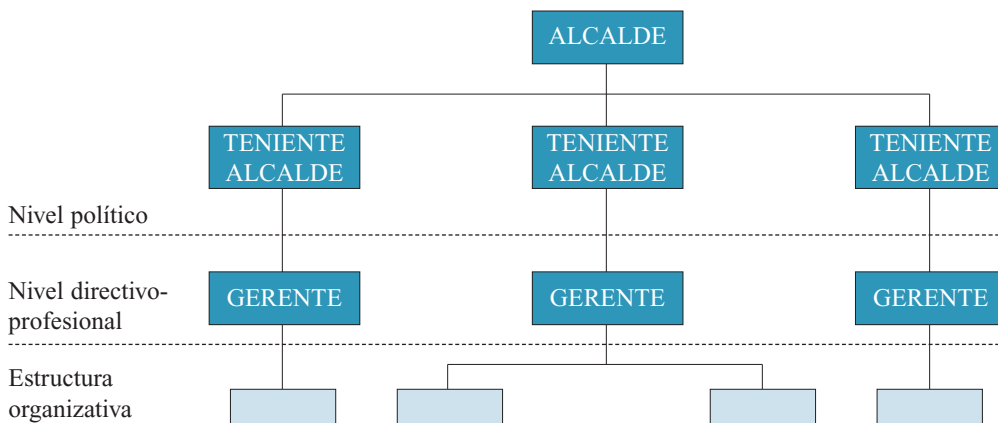 ALCALDE
TENIENTE
ALCALDE
TENIENTE
ALCALDE
TENIENTE
ALCALDE
Nivel político
Nivel directivo-
profesional
GERENTE
GERENTE
GERENTE
Estructura
organizativa